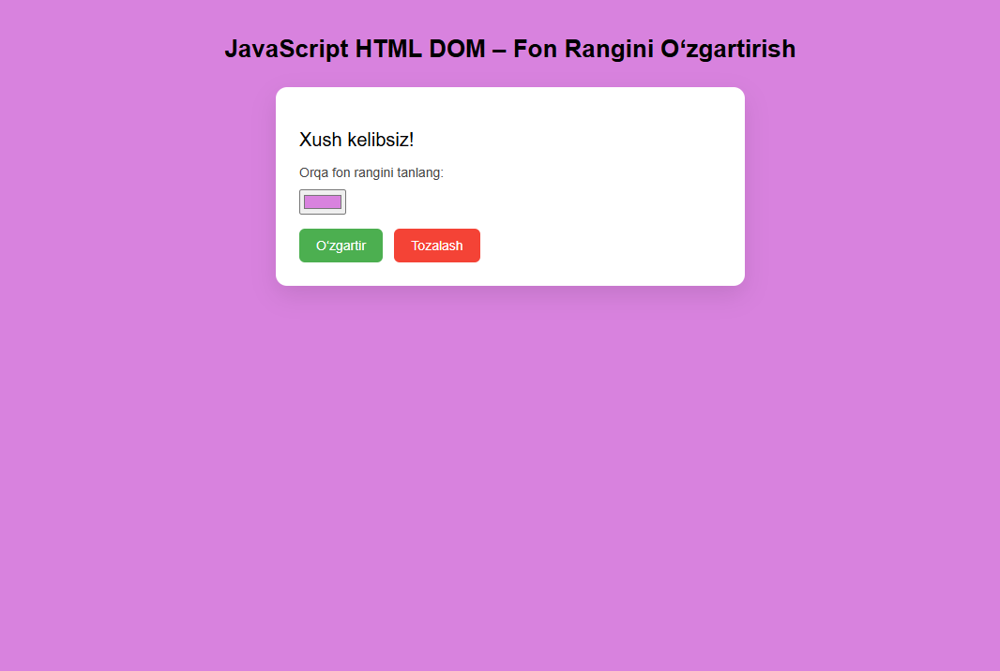 JavaScript HTML DOM – Fon Rangini O‘zgartirish
Xush kelibsiz!
Orqa fon rangini tanlang:
O‘zgartir
Tozalash